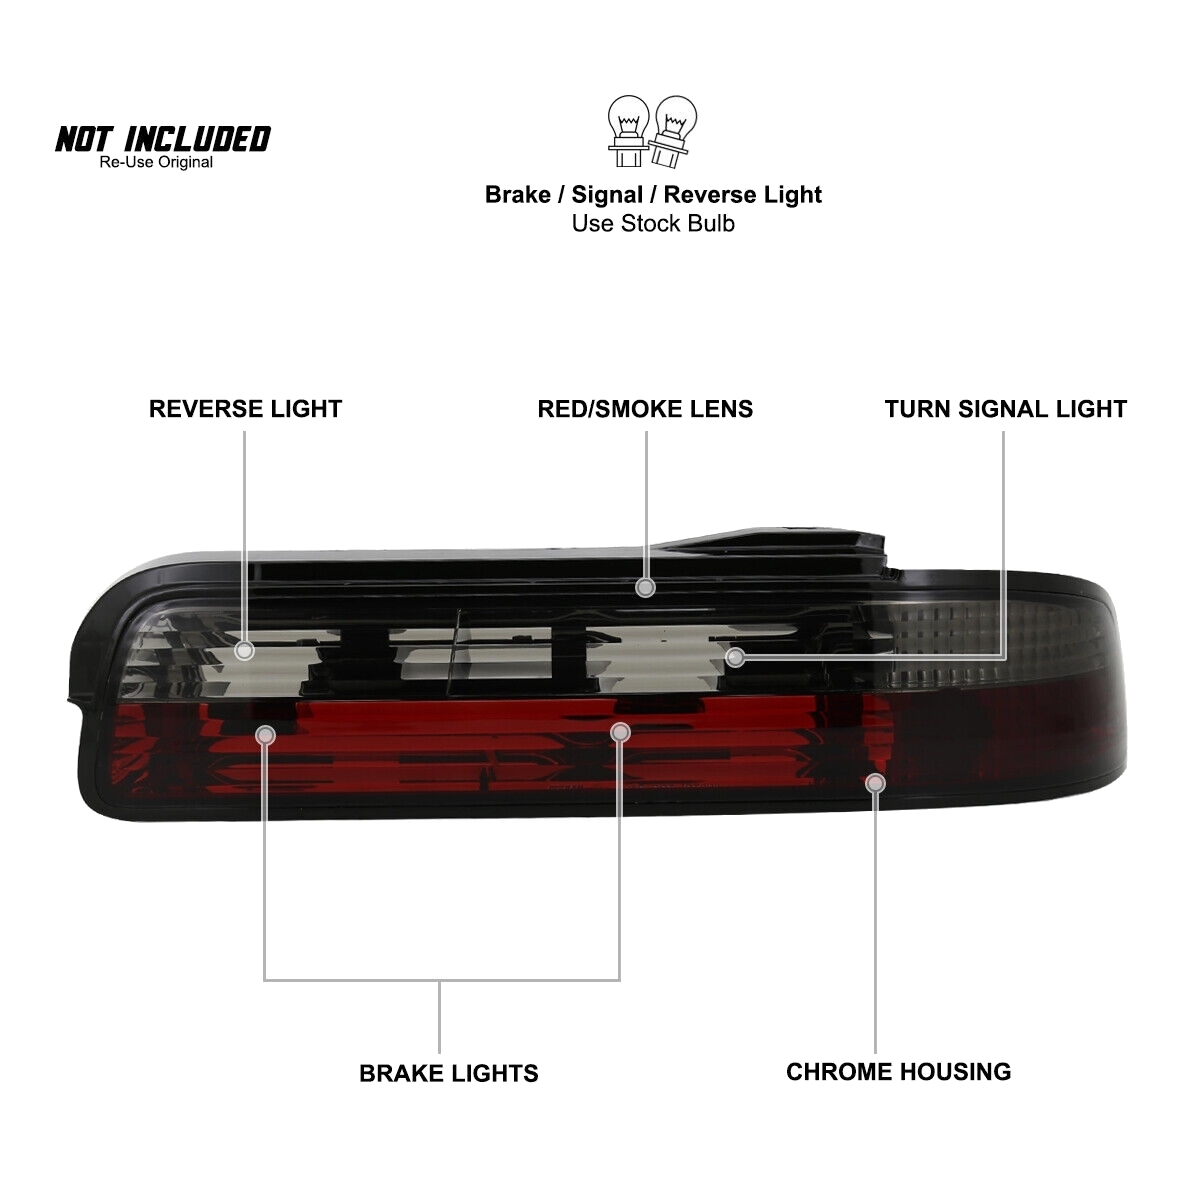 NOT INCLUDED
Re-Use Original
Brake / Signal / Reverse Light
Use Stock Bulb
REVERSE LIGHT
RED/SMOKE LENS
TURN SIGNAL LIGHT
BRAKE LIGHTS
CHROME HOUSING